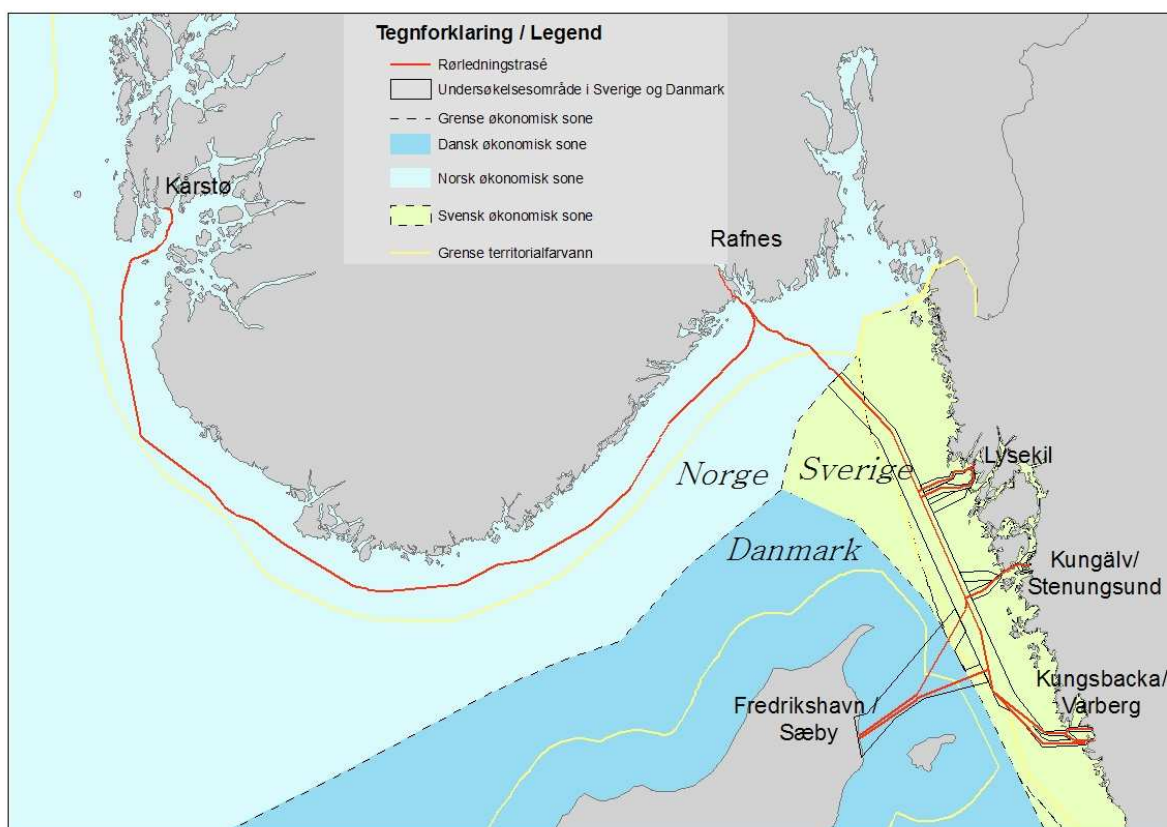 Tegnforklaring / Legend
Rørledningstrasé
Undersøkelsesområde i Sverige og Danmark
Grense økonomisk sone
Dansk økonomisk sone
Norsk økonomisk sone
Svensk økonomisk sone
Grense territorialfarvann
Kårstø
Rafnes
Norge
Sverige
Lysekil
Danmark
Kungälv/
Stenungsund
Fredrikshavn /
Sæby
Kungsbacka/
Varberg